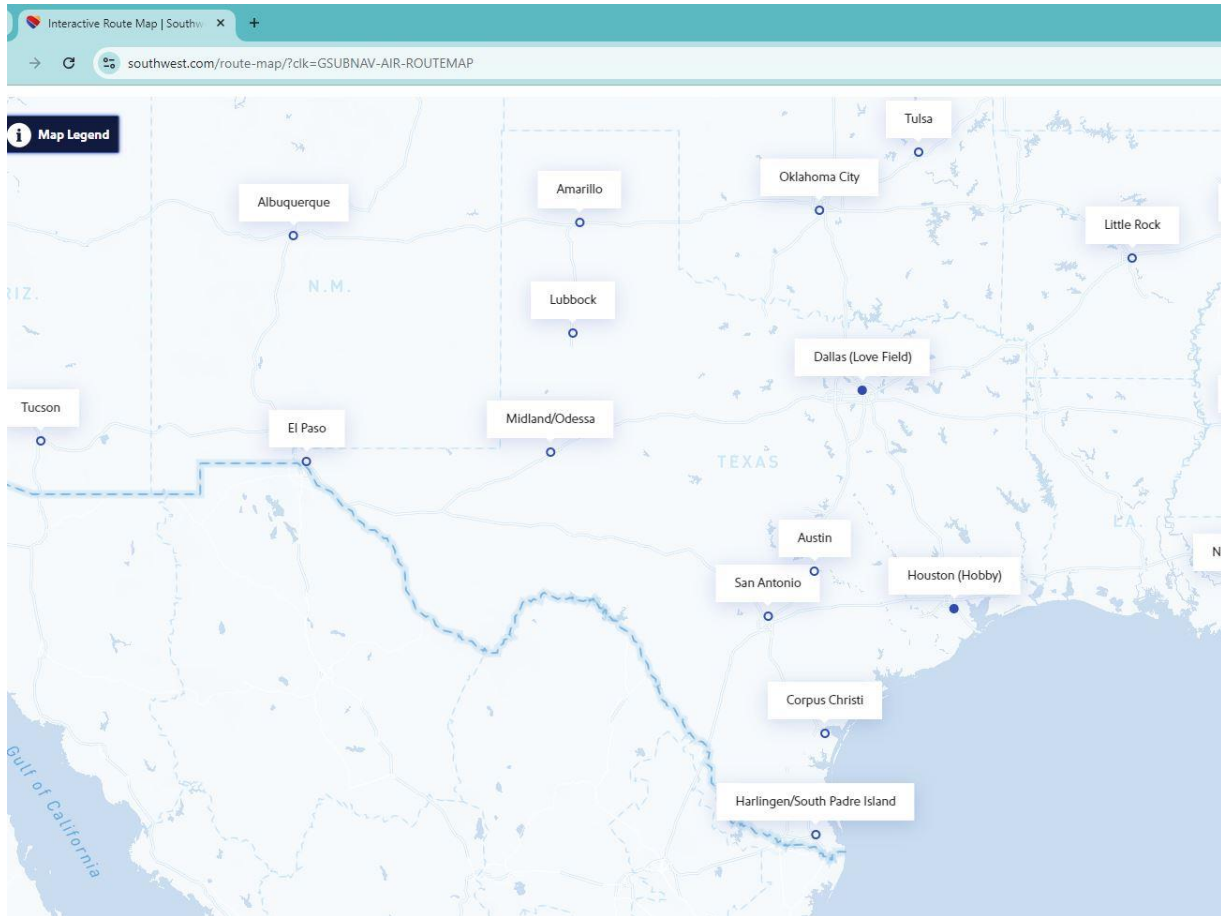 Interactive Route Map | Southw
southwest.com/route-map/?clk=GSUBNAV-AIR-ROUTEMAP
Map Legend
Tulsa
Oklahoma City
Amarillo
Albuquerque
Little Rock
N.M.
RIZ.
Lubbock
Dallas (Love Field)
Tucson
Midland/Odessa
El Paso
TEXAS
LA.
Austin
N
Houston (Hobby)
San Antonio
Corpus Christi
Harlingen/South Padre Island
Gulf of California